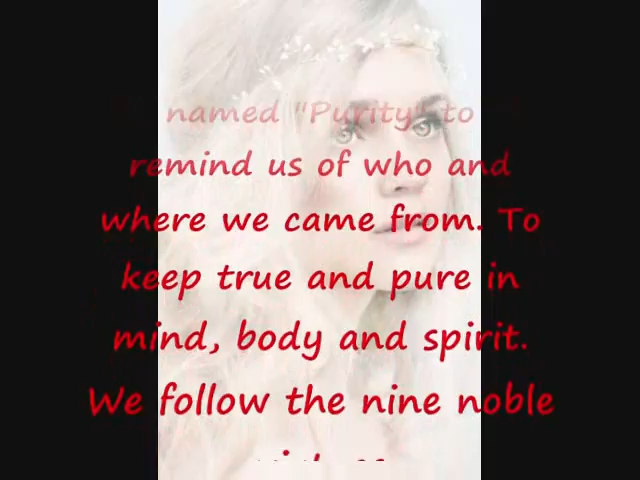 named "Purity" to
remind us of who and
where we came from. To
keep true and pure in
mind, body and spirit.
We follow the nine noble